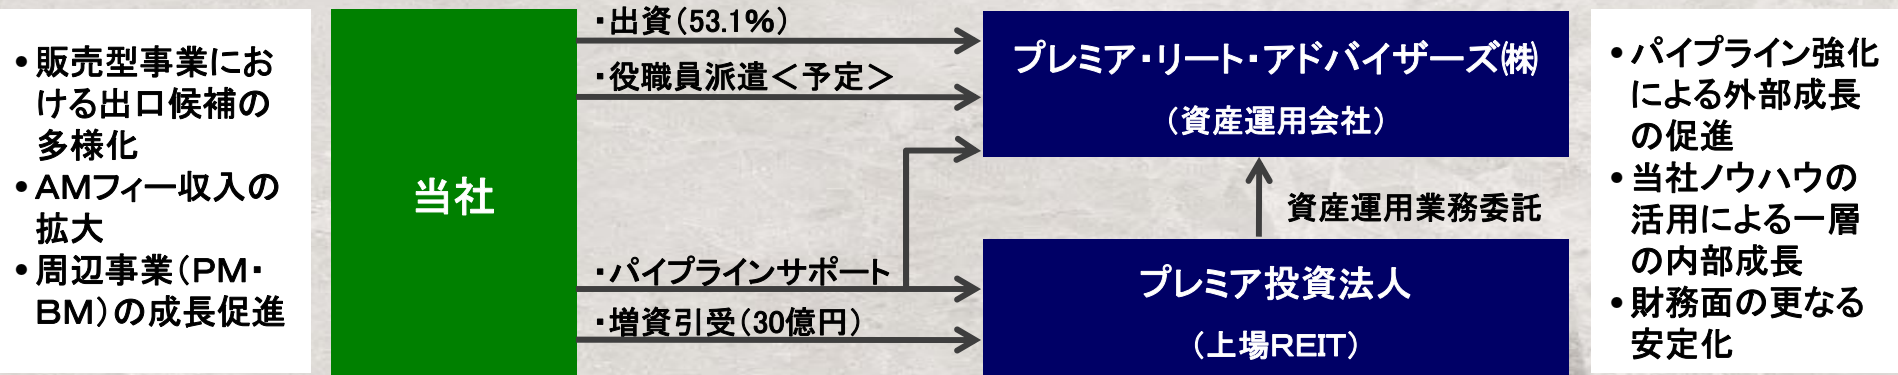 •販売型事業にお
ける出口候補の
多様化
•AMフィー収入の
拡大
•周辺事業（PM・
BM）の成長促進
当社
・出資（53.1％）
・役職員派遣＜予定＞
・パイプラインサポート
・増資引受（30億円）
プレミア・リート・アドバイザーズ㈱
（資産運用会社）
資産運用業務委託
プレミア投資法人
（上場REIT）
•パイプライン強化
による外部成長
の促進
•当社ノウハウの
活用による一層
の内部成長
•財務面の更なる
安定化